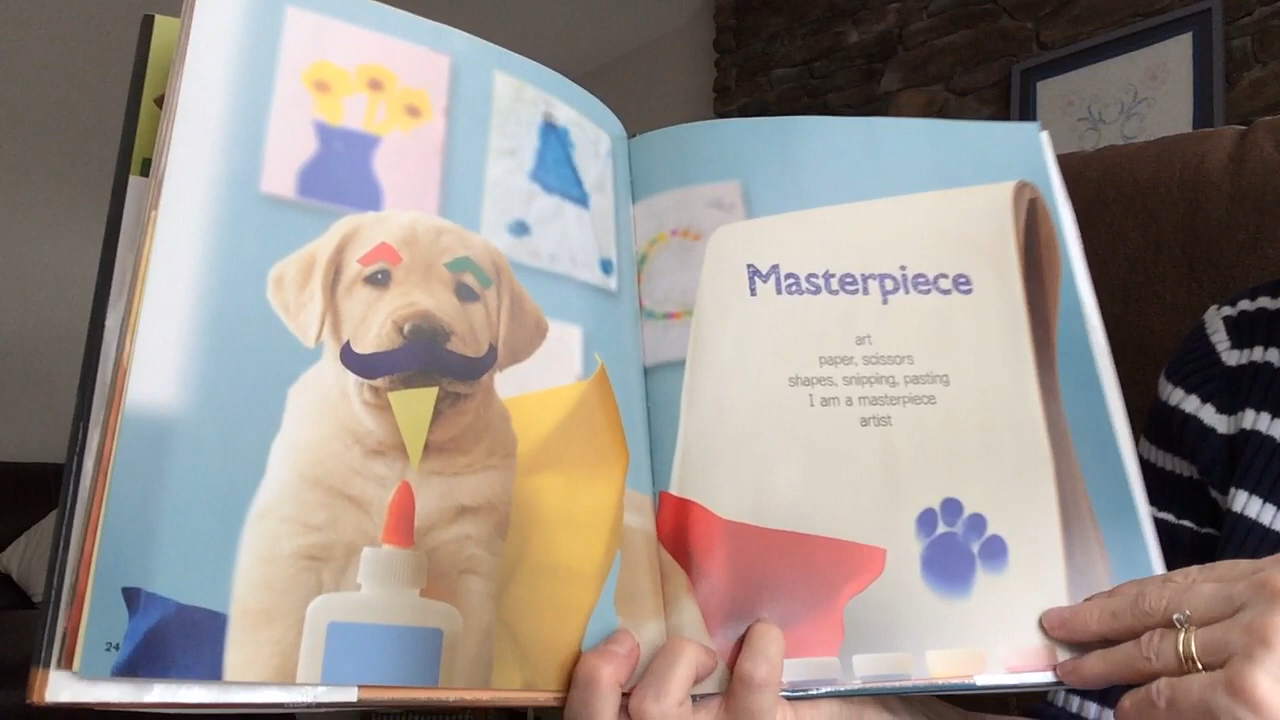 Masterpiece
art
paper, scissors
shapes, snipping, pasting
I am a masterpiece
artist
24